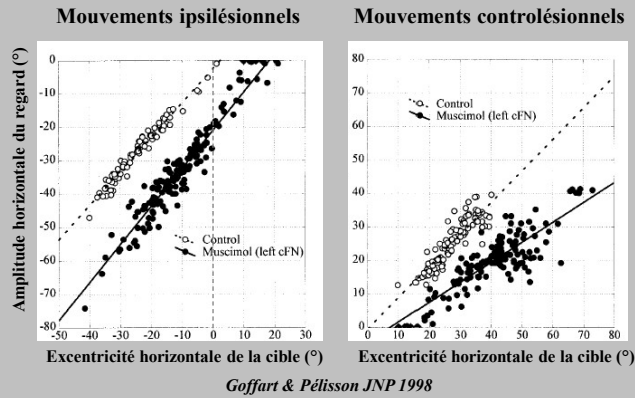 Mouvements ipsilésionnels
Mouvements controlésionnels
Amplitude horizontale du regard (°)
0
-10
-20
-30
-40
-50
-60
-70
-80
-50 -40 -30 -20 -10 0 10 20 30
Control
Muscimol (left cFN)
Excentricité horizontale de la cible (°)
80
70
60
50
40
30
20
10
0
0 10 20 30 40 50 60 70 80
Control
Muscimol (left cFN)
Excentricité horizontale de la cible (°)
Goffart & Pélisson JNP 1998